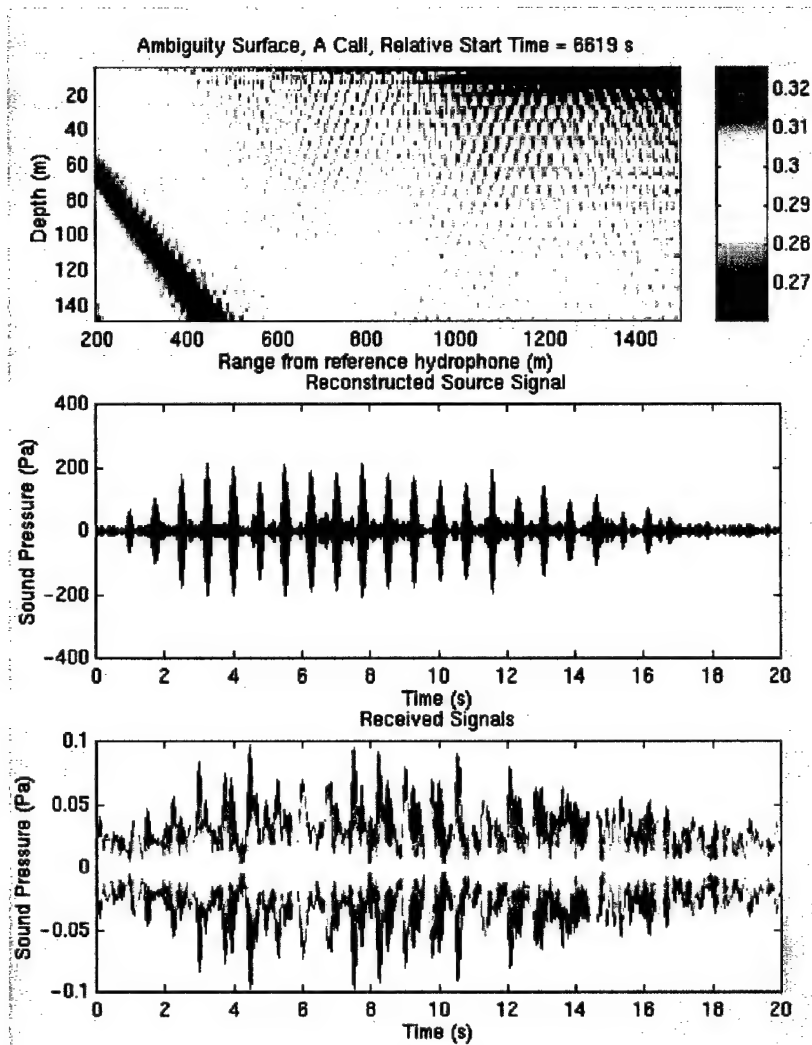 Ambiguity Surface, A Call, Relative Start Time = 6619 s
Depth (m)
20
40
60
80
100
120
140
200 400 600 800 1000 1200 1400
0.32
0.31
0.3
0.29
0.28
0.27
Range from reference hydrophone (m)
Reconstructed Source Signal
Sound Pressure (Pa)
400
200
0
-200
-400
0 2 4 6 8 10 12 14 16 18 20
Time (s)
Received Signals
Sound Pressure (Pa)
0.1
0.05
0
-0.05
-0.1
0 2 4 6 8 10 12 14 16 18 20
Time (s)